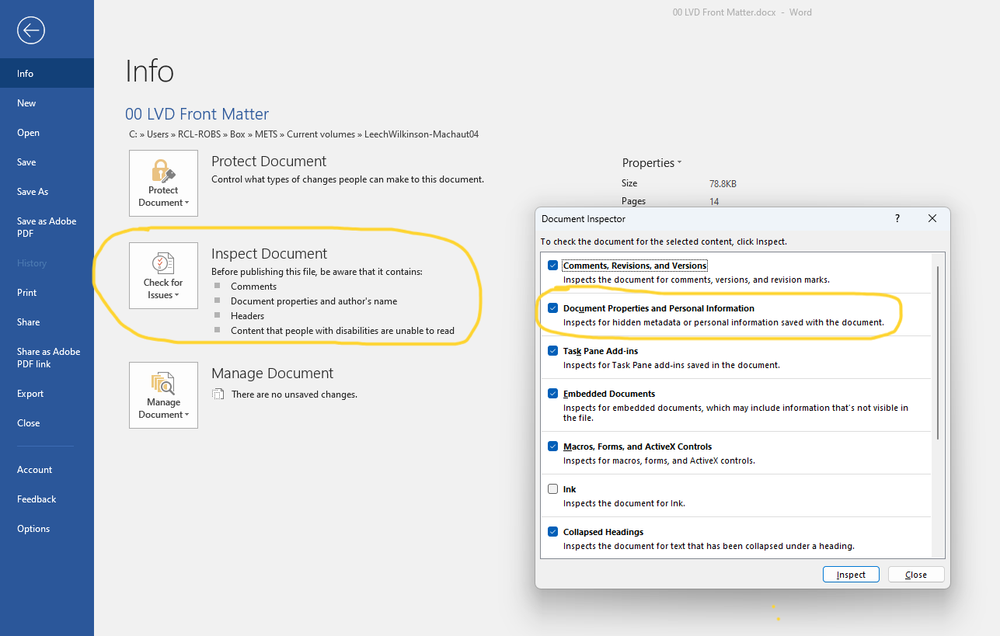 00 LVD Front Matter.docx - Word
Info
New
Open
Save
Save As
Save as Adobe
PDF
History
Print
Share
Share as Adobe
PDF link
Export
Close
Account
Feedback
Options
Info
00 LVD Front Matter
C: » Users » RCL-ROBS » Box » METS » Current volumes » LeechWilkinson-Machaut04
Protect
Document
Protect Document
Control what types of changes people can make to this document.
Check for
Issues
Inspect Document
Before publishing this file, be aware that it contains:
Comments
Document properties and author's name
Headers
Content that people with disabilities are unable to read
Manage
Document
Manage Document
There are no unsaved changes.
Properties
Size 78.8KB
Pages 14
Document Inspector ?
To check the document for the selected content, click Inspect.
Comments, Revisions, and Versions
Inspects the document for comments, versions, and revision marks.
Document Properties and Personal Information
Inspects for hidden metadata or personal information saved with the document.
Task Pane Add-ins
Inspects for Task Pane add-ins saved in the document.
Embedded Documents
Inspects for embedded documents, which may include information that's not visible in
the file.
Macros, Forms, and ActiveX Controls
Inspects for macros, forms, and ActiveX controls.
Ink
Inspects the document for Ink.
Collapsed Headings
Inspects the document for text that has been collapsed under a heading.
Inspect Close